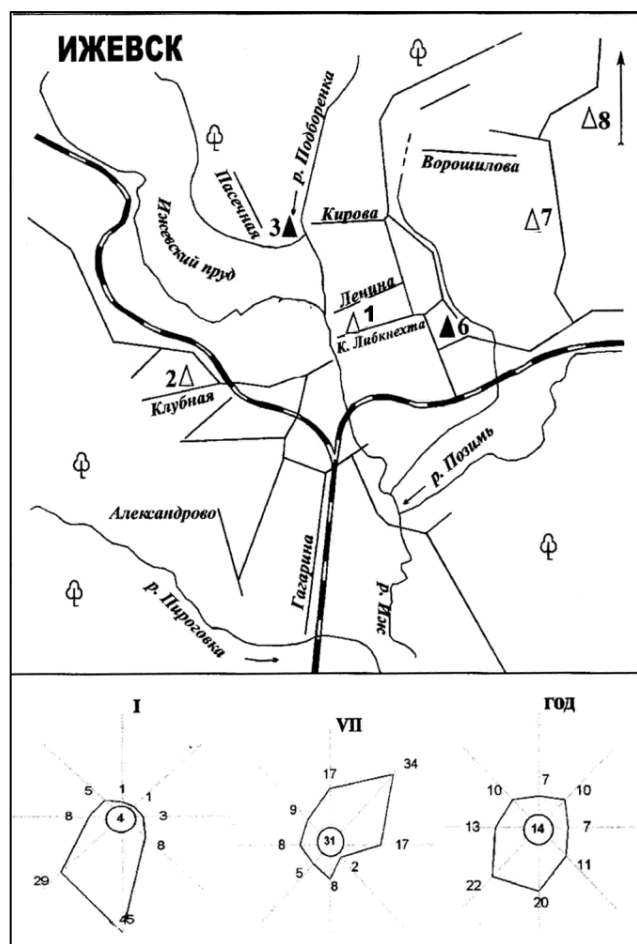 ИЖЕВСК
р. Подборенка
Пасечная
Ворошилова
Кирова
Ижевский пруд
Ленина
К. Либкнехта
Клубная
р. Позимь
Александрово
Гагарина
р. Иж
р. Пироговка
8
7
3
1
6
2
I
VII
ГОД
5
1
1
8
4
3
8
29
45
17
34
9
8
31
17
5
8
2
7
10
10
13
14
7
11
22
20